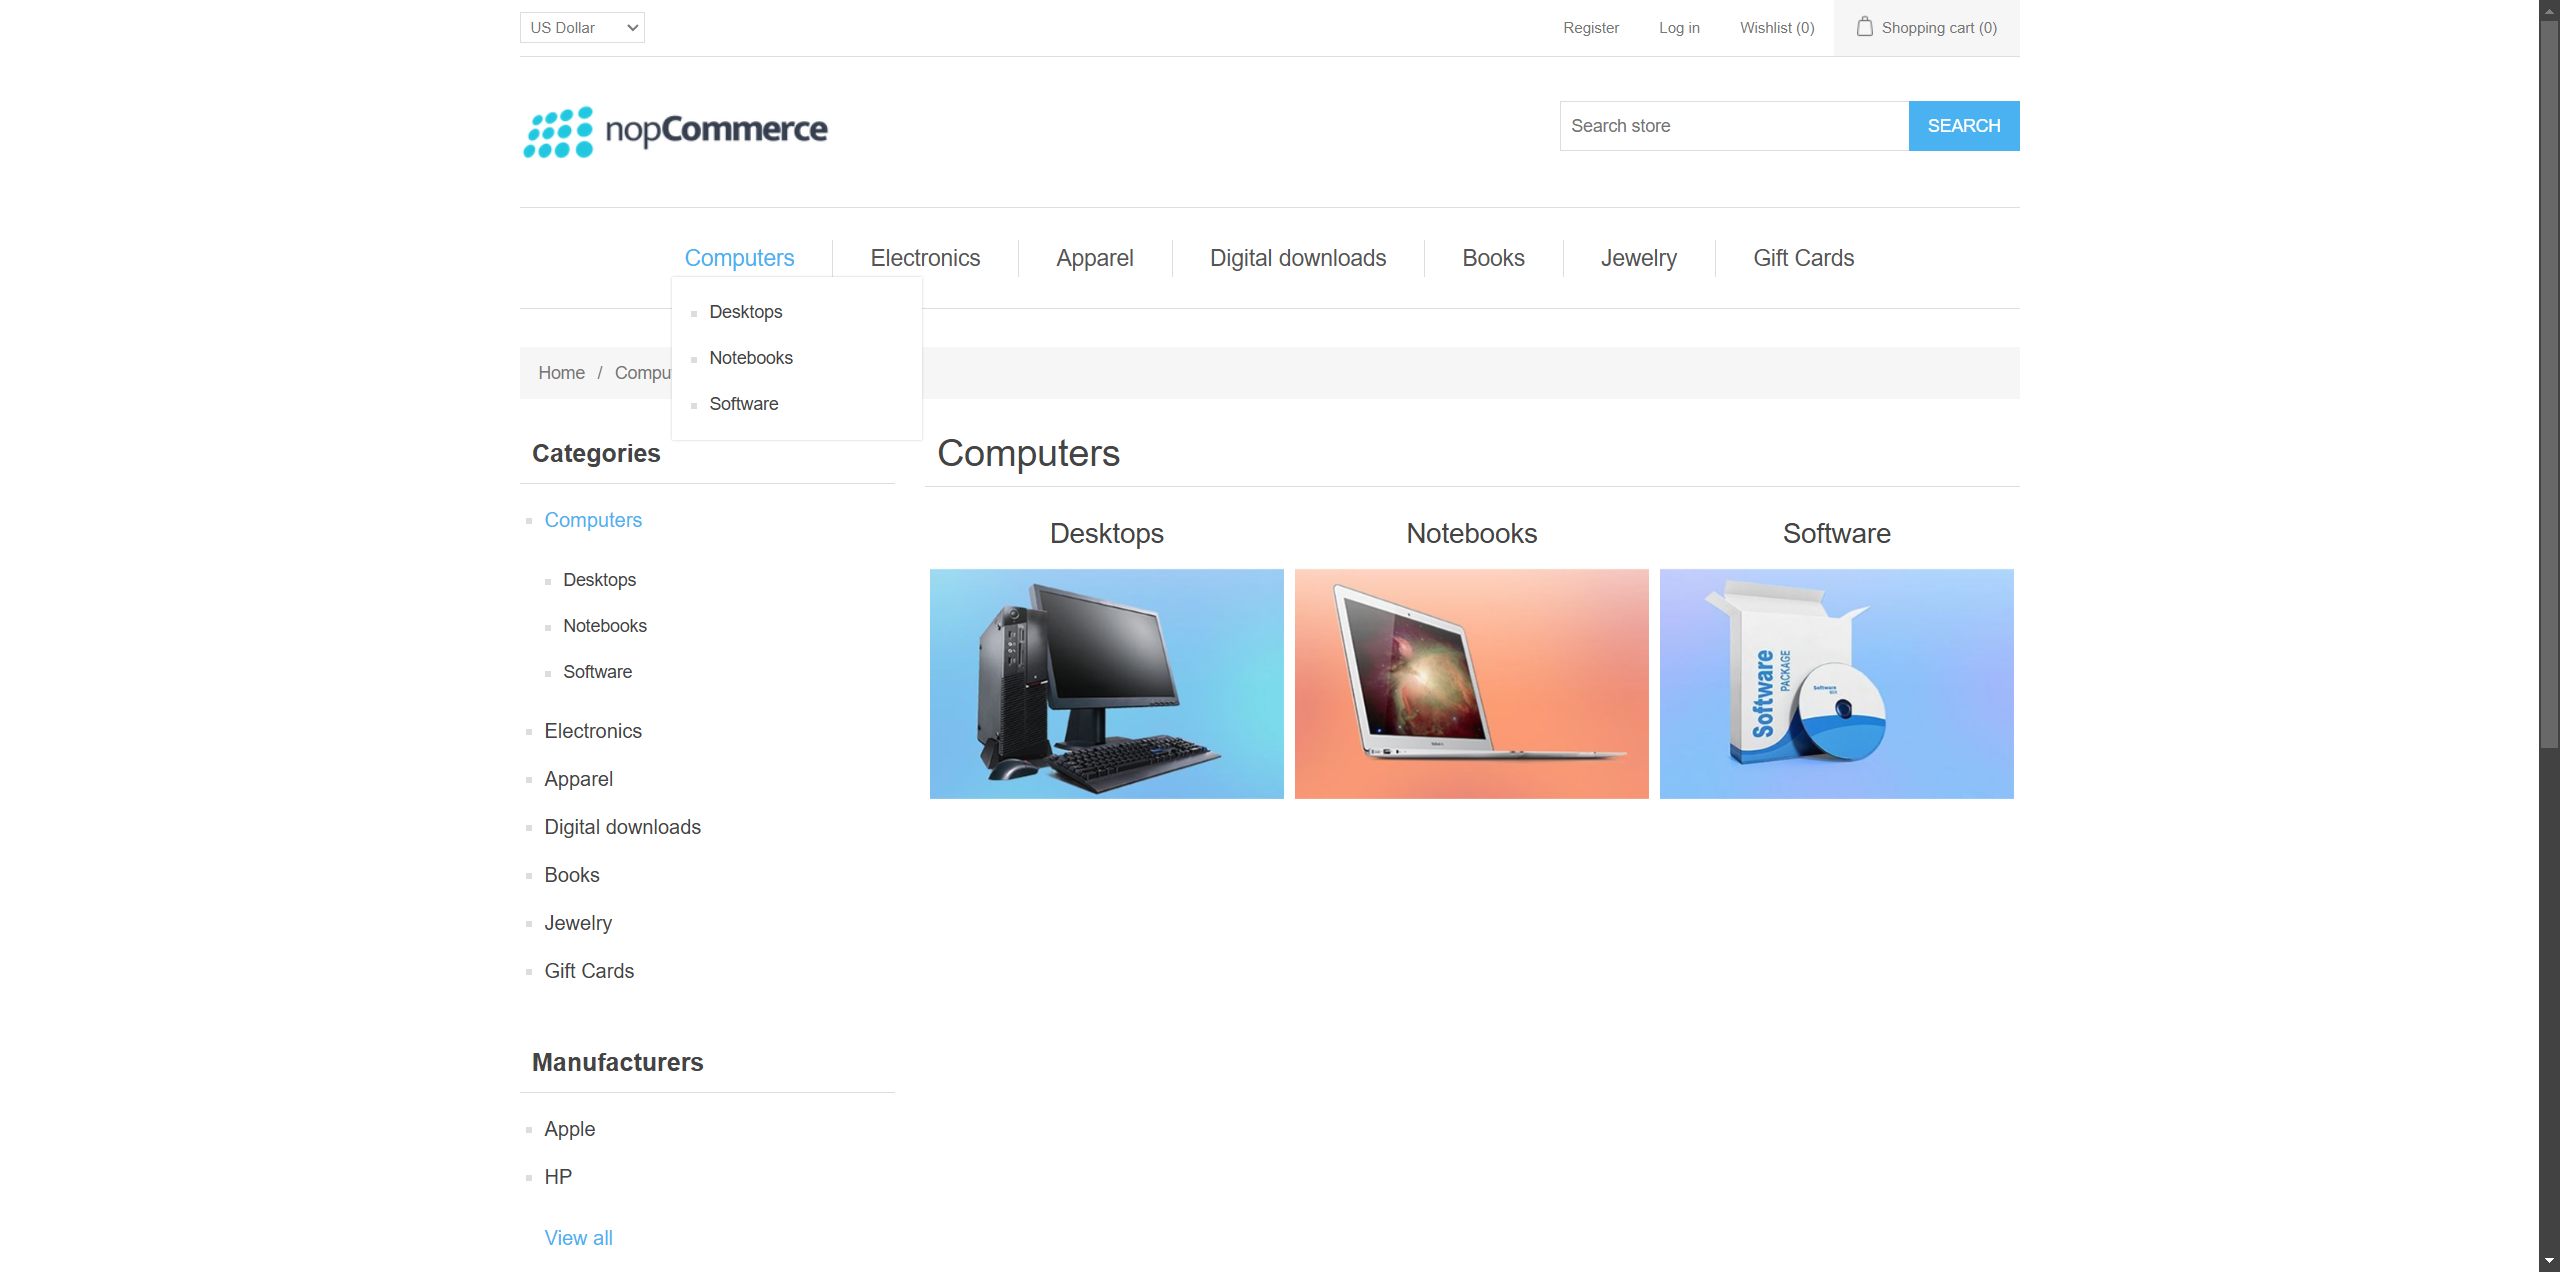 US Dollar
Register Log in Wishlist (0) Shopping cart (0)
nopCommerce
Search store SEARCH
Computers Electronics Apparel Digital downloads Books Jewelry Gift Cards
Desktops
Notebooks
Software
Home / Compu
Categories
Computers
Desktops
Notebooks
Software
Electronics
Apparel
Digital downloads
Books
Jewelry
Gift Cards
Manufacturers
Apple
HP
View all
Computers
Desktops Notebooks Software
Software
PACKAGE
Software